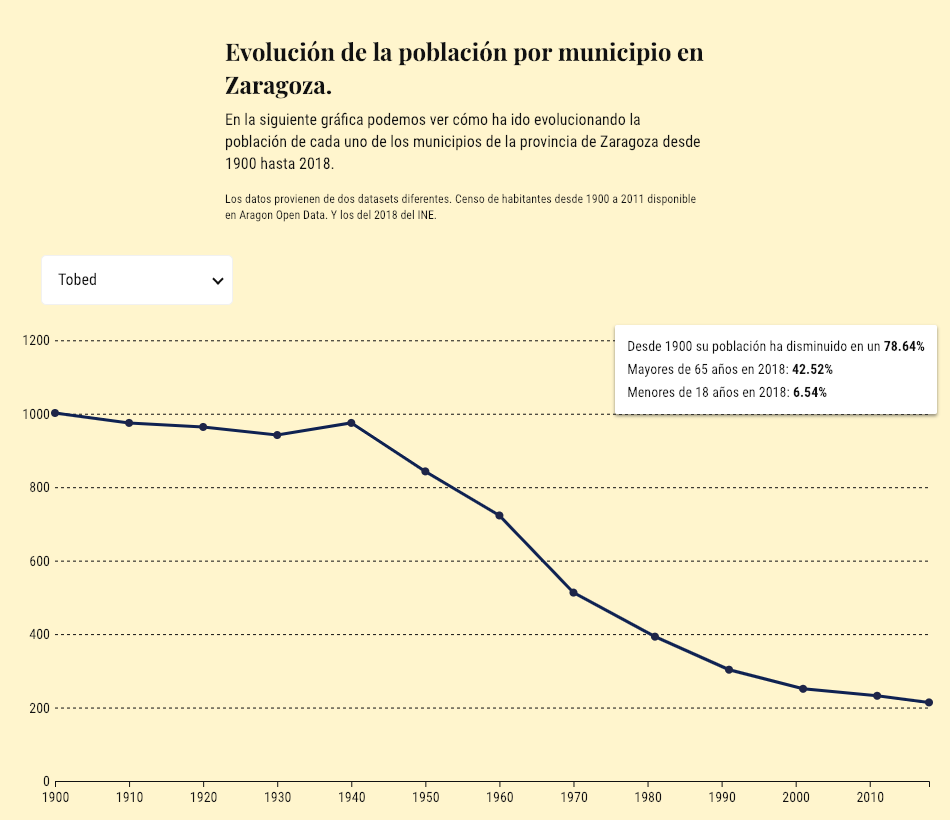 Evolución de la población por municipio en
Zaragoza.
En la siguiente gráfica podemos ver cómo ha ido evolucionando la
población de cada uno de los municipios de la provincia de Zaragoza desde
1900 hasta 2018.
Los datos provienen de dos datasets diferentes. Censo de habitantes desde 1900 a 2011 disponible
en Aragon Open Data. Y los del 2018 del INE.
Tobed
Desde 1900 su población ha disminuido en un 78.64%
Mayores de 65 años en 2018: 42.52%
Menores de 18 años en 2018: 6.54%
1200
1000
800
600
400
200
0
1900 1910 1920 1930 1940 1950 1960 1970 1980 1990 2000 2010